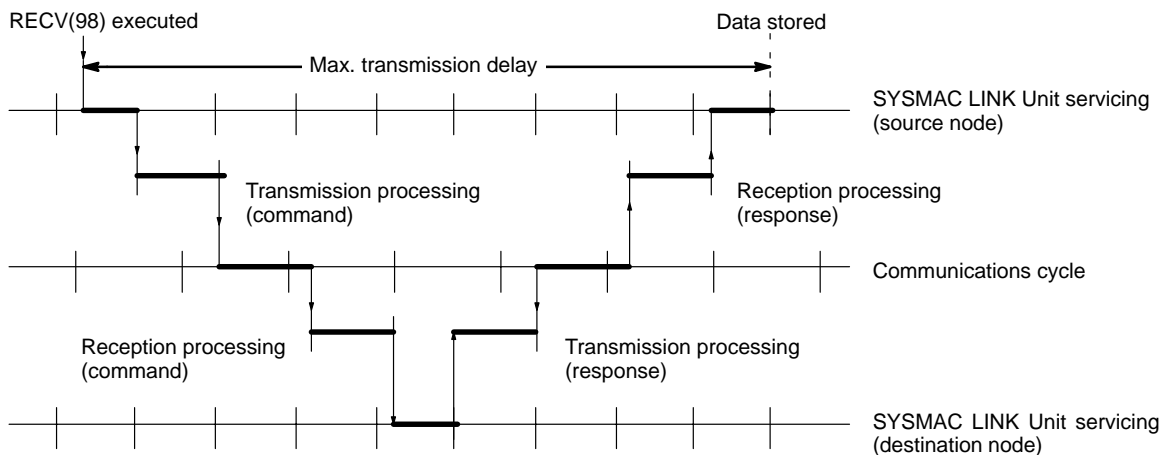 RECV(98) executed
Data stored
Max. transmission delay
SYSMAC LINK Unit servicing
(source node)
Transmission processing
(command)
Reception processing
(response)
Communications cycle
Reception processing
(command)
Transmission processing
(response)
SYSMAC LINK Unit servicing
(destination node)